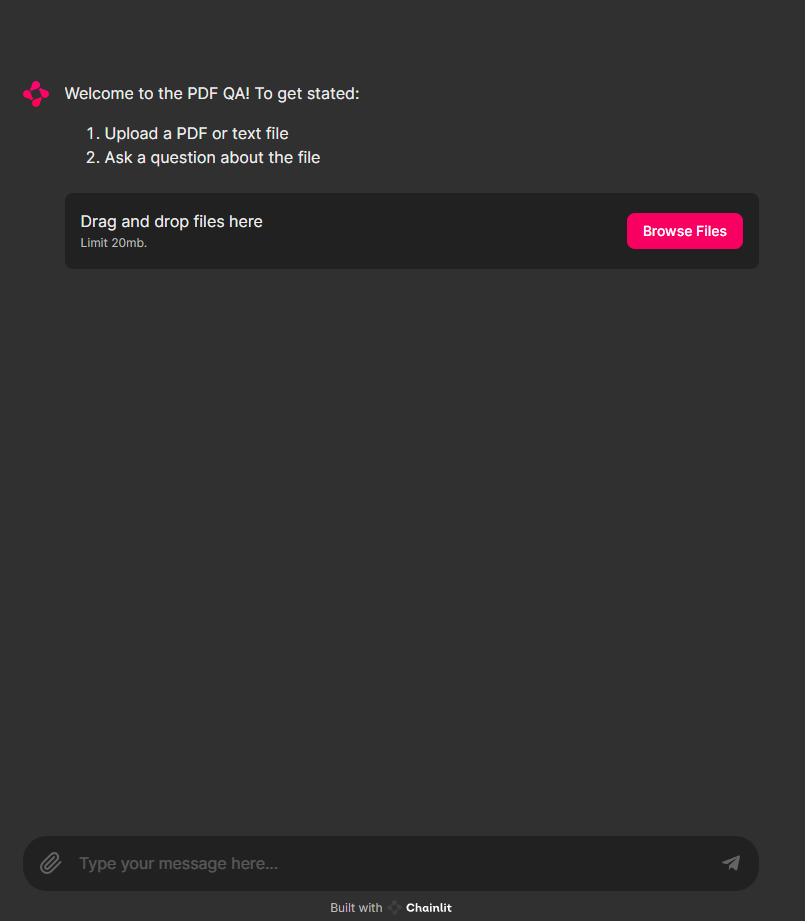 Welcome to the PDF QA! To get stated:
1. Upload a PDF or text file
2. Ask a question about the file
Drag and drop files here
Limit 20mb.
Browse Files
Type your message here...
Built with Chainlit